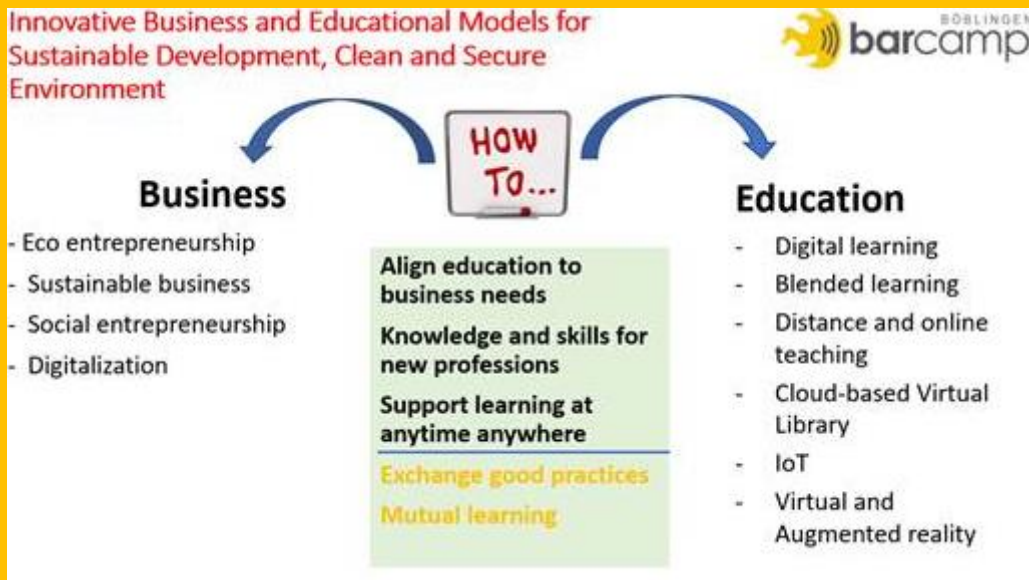 Innovative Business and Educational Models for
Sustainable Development, Clean and Secure
Environment
BÖBLINGEN
barcamp
HOW
TO...
Business
- Eco entrepreneurship
- Sustainable business
- Social entrepreneurship
- Digitalization
Align education to
business needs
Knowledge and skills for
new professions
Support learning at
anytime anywhere
Exchange good practices
Mutual learning
Education
- Digital learning
- Blended learning
- Distance and online
teaching
- Cloud-based Virtual
Library
- IoT
- Virtual and
Augmented reality